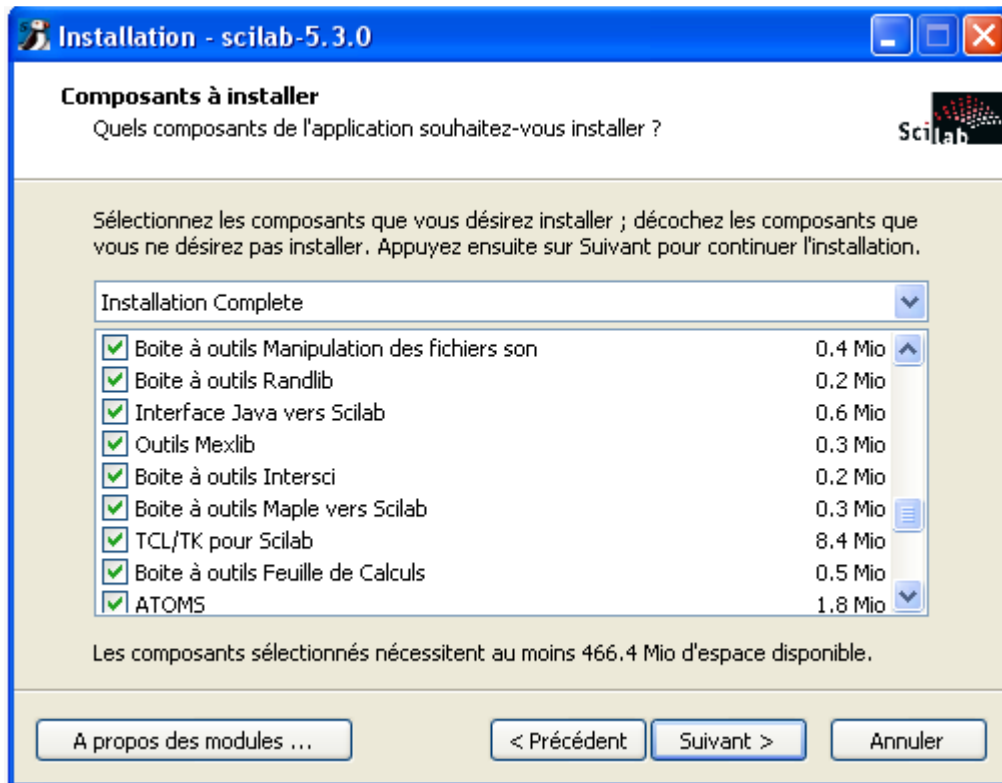 Installation - scilab-5.3.0
Composants à installer
Quels composants de l'application souhaitez-vous installer ?
Scilab
Sélectionnez les composants que vous désirez installer ; décochez les composants que
vous ne désirez pas installer. Appuyez ensuite sur Suivant pour continuer l'installation.
Installation Complete
Boite à outils Manipulation des fichiers son 0.4 Mio
Boite à outils Randlib 0.2 Mio
Interface Java vers Scilab 0.6 Mio
Outils Mexlib 0.3 Mio
Boite à outils Intersci 0.2 Mio
Boite à outils Maple vers Scilab 0.3 Mio
TCL/TK pour Scilab 8.4 Mio
Boite à outils Feuille de Calculs 0.5 Mio
ATOMS 1.8 Mio
Les composants sélectionnés nécessitent au moins 466.4 Mio d'espace disponible.
A propos des modules ... < Précédent Suivant > Annuler